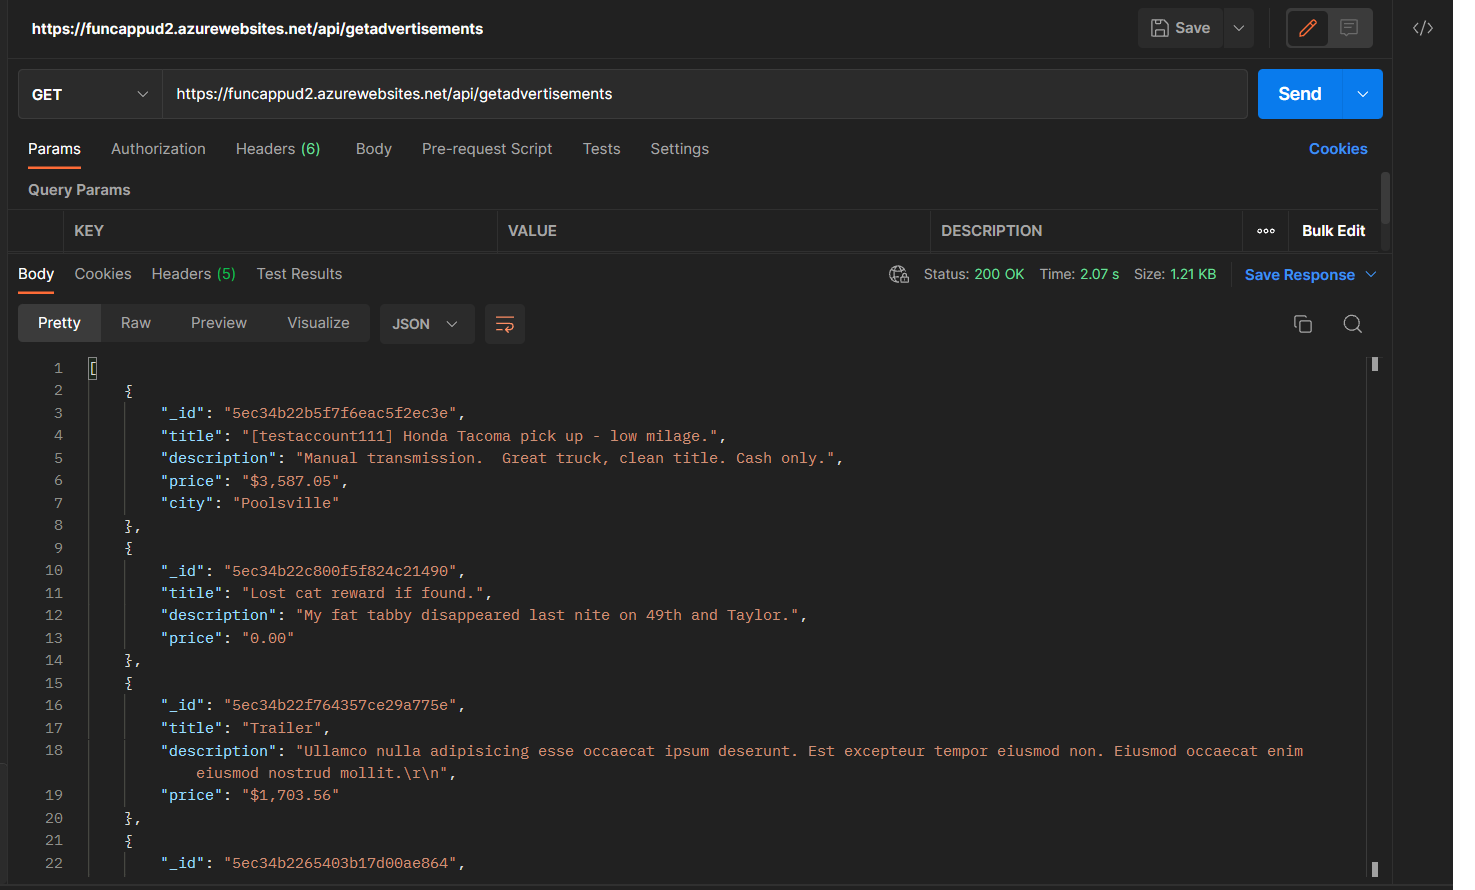 https://funcappud2.azurewebsites.net/api/getadvertisements
Save
GET
https://funcappud2.azurewebsites.net/api/getadvertisements
Send
Params Authorization Headers (6) Body Pre-request Script Tests Settings Cookies
Query Params
KEY VALUE DESCRIPTION ooo Bulk Edit
Body Cookies Headers (5) Test Results Status: 200 OK Time: 2.07 s Size: 1.21 KB Save Response
Pretty Raw Preview Visualize JSON
1 [
2 {
3 "_id": "5ec34b22b5f7f6eac5f2ec3e",
4 "title": "[testaccount111] Honda Tacoma pick up - low milage.",
5 "description": "Manual transmission.  Great truck, clean title. Cash only.",
6 "price": "$3,587.05",
7 "city": "Poolsville"
8 },
9 {
10 "_id": "5ec34b22c800f5f824c21490",
11 "title": "Lost cat reward if found.",
12 "description": "My fat tabby disappeared last nite on 49th and Taylor.",
13 "price": "0.00"
14 },
15 {
16 "_id": "5ec34b22f764357ce29a775e",
17 "title": "Trailer",
18 "description": "Ullamco nulla adipisicing esse occaecat ipsum deserunt. Est excepteur tempor eiusmod non. Eiusmod occaecat enim
eiusmod nostrud mollit.\r\n",
19 "price": "$1,703.56"
20 },
21 {
22 "_id": "5ec34b2265403b17d00ae864",